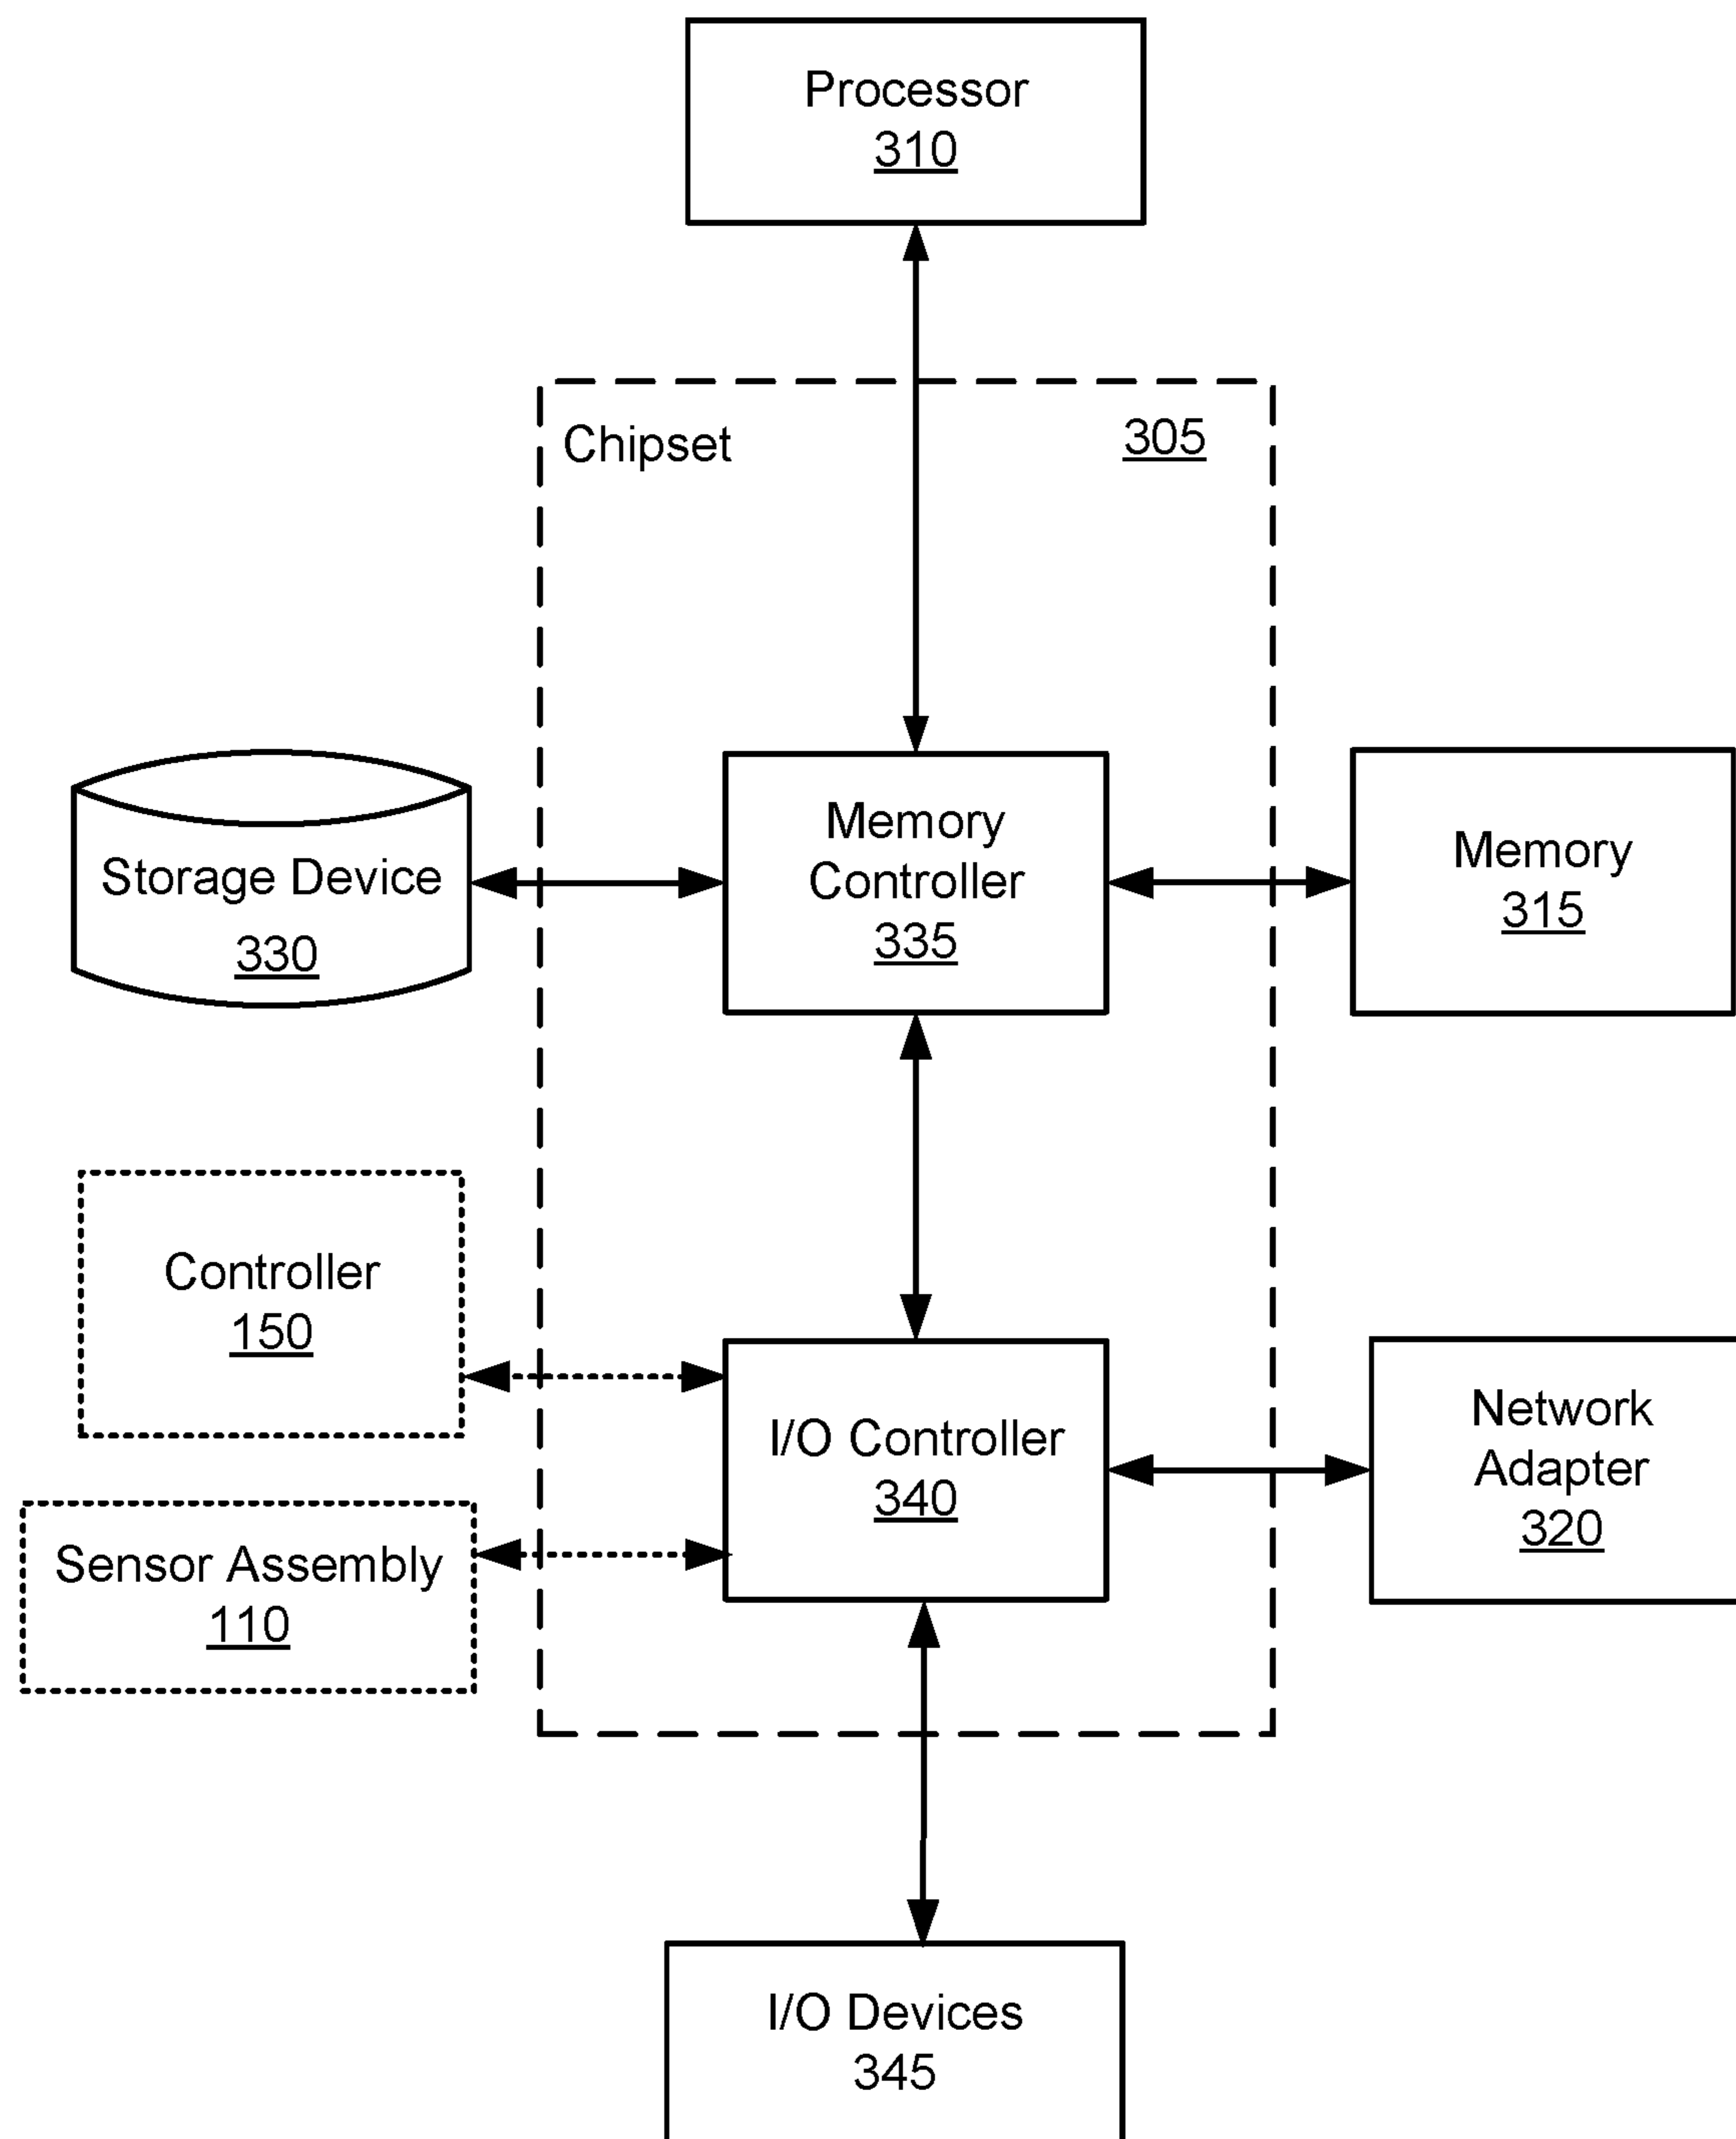 Processor
310
Chipset
305
Storage Device
330
Memory
Controller
335
Memory
315
Controller
150
I/O Controller
340
Network
Adapter
320
Sensor Assembly
110
I/O Devices
345